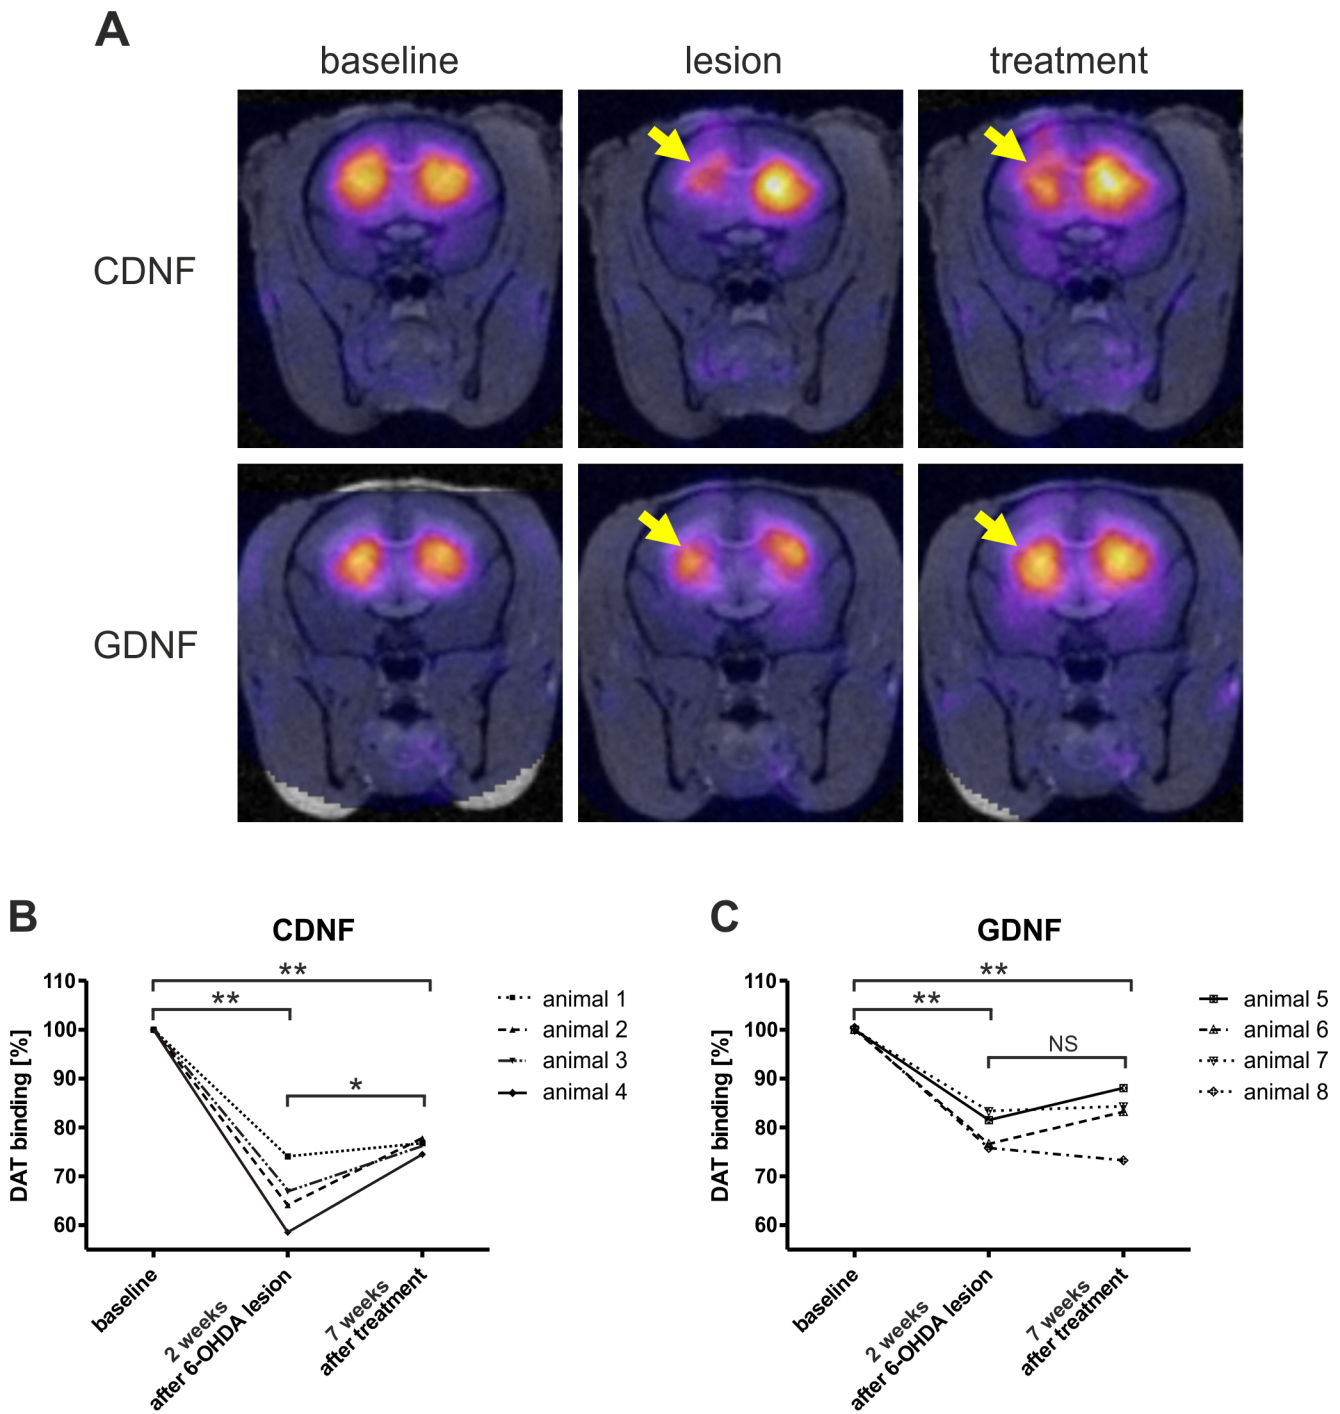 A
baseline lesion treatment
CDNF
GDNF
B
CDNF
**
**
*
110
100
90
80
70
60
DAT binding [%]
baseline
2 weeks
after 6-OHDA lesion
7 weeks
after treatment
animal 1
animal 2
animal 3
animal 4
C
GDNF
**
**
NS
110
100
90
80
70
60
DAT binding [%]
baseline
2 weeks
after 6-OHDA lesion
7 weeks
after treatment
animal 5
animal 6
animal 7
animal 8